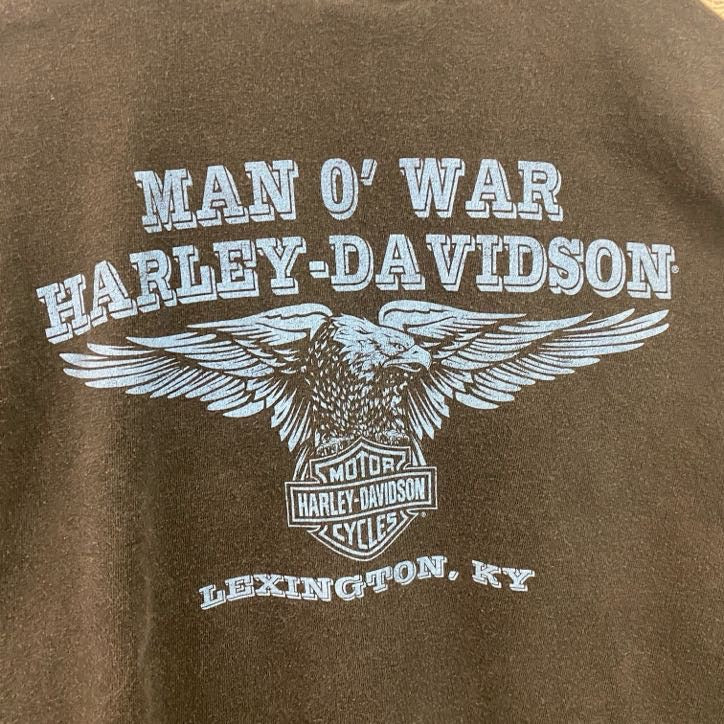 MAN O' WAR
HARLEY-DAVIDSON®
MOTOR
HARLEY-DAVIDSON
CYCLES®
LEXINGTON, KY